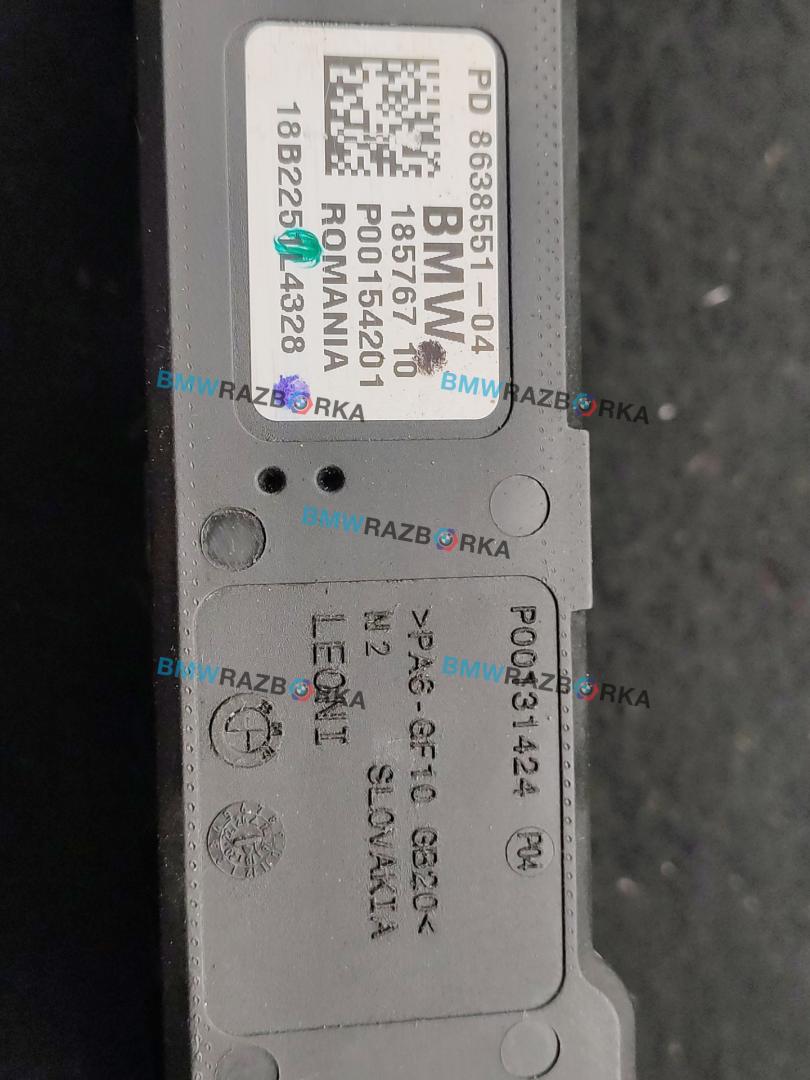 PD 8638551-04
BMW
185767 10
P00154201
ROMANIA
P00131424 P04
>PA6-GF10 GB20<
N2 SLOVAKIA
LEONI
BMWRAZBORKA
BMWRAZBORKA
BMWRAZBORKA
BMWRAZBORKA
BMWRAZBORKA